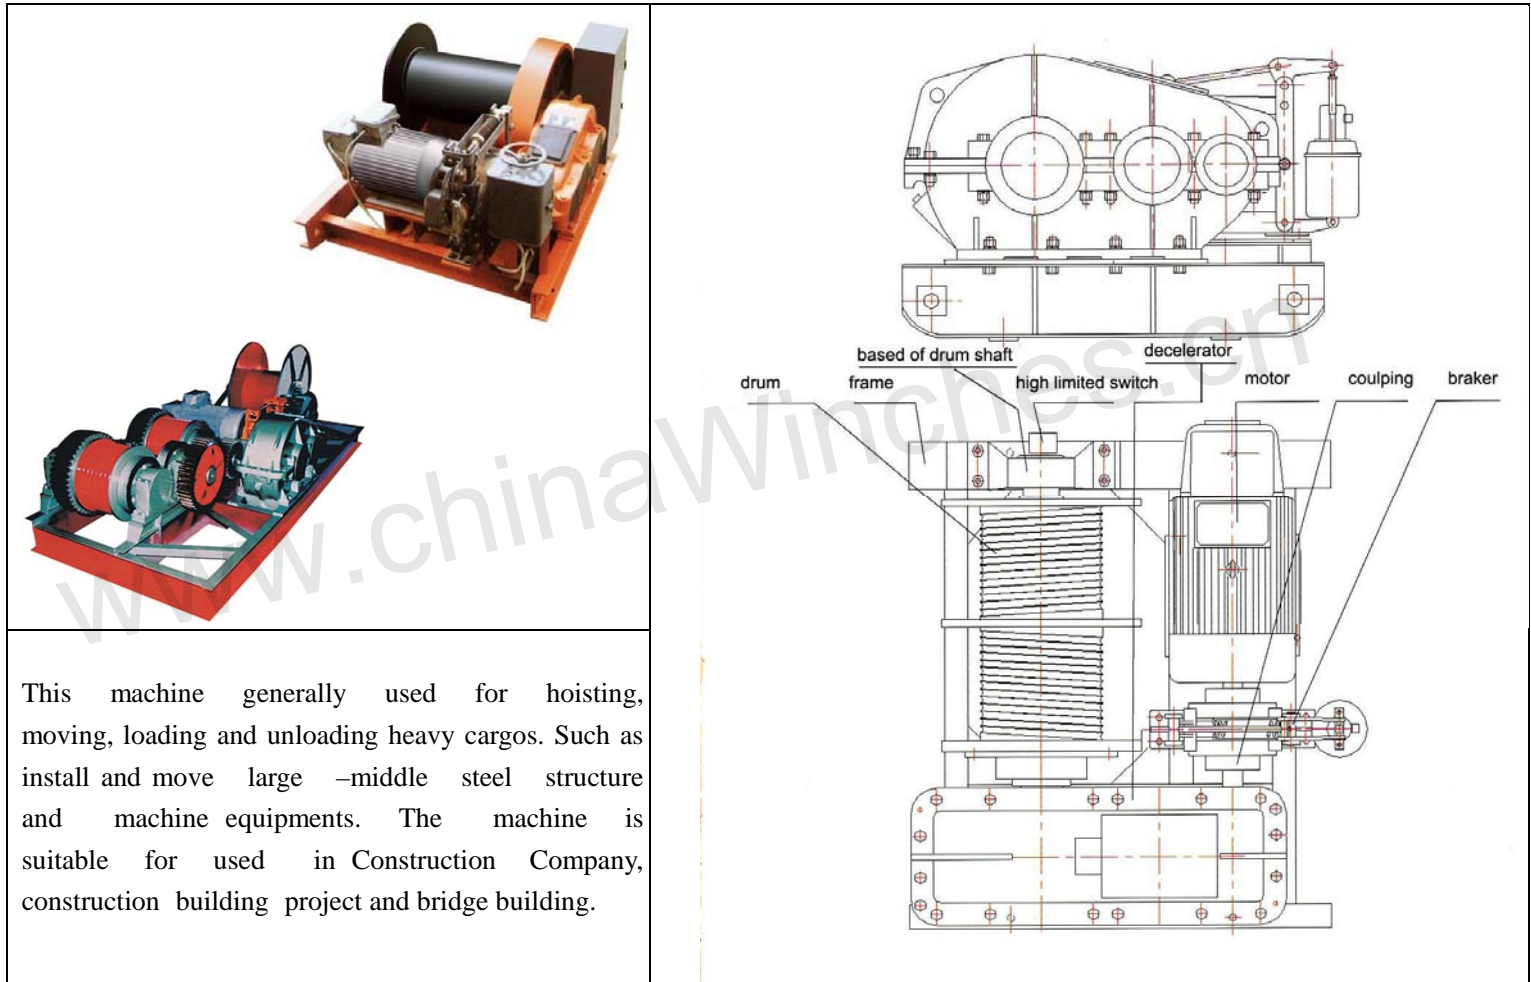 based of drum shaft
decelerator
drum
frame
high limited switch
motor
coulping
braker
www.chinaWinches.cn
This machine generally used for hoisting,
moving, loading and unloading heavy cargos. Such as
install and move large –middle steel structure
and machine equipments. The machine is
suitable for used in Construction Company,
construction building project and bridge building.